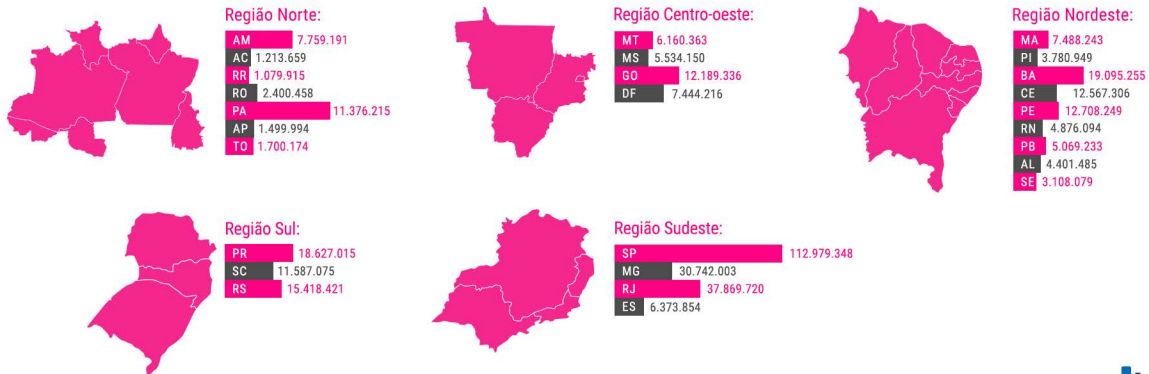 Região Norte:
AM 7.759.191
AC 1.213.659
RR 1.079.915
RO 2.400.458
PA 11.376.215
AP 1.499.994
TO 1.700.174
Região Centro-oeste:
MT 6.160.363
MS 5.534.150
GO 12.189.336
DF 7.444.216
Região Nordeste:
MA 7.488.243
PI 3.780.949
BA 19.095.255
CE 12.567.306
PE 12.708.249
RN 4.876.094
PB 5.069.233
AL 4.401.485
SE 3.108.079
Região Sul:
PR 18.627.015
SC 11.587.075
RS 15.418.421
Região Sudeste:
SP 112.979.348
MG 30.742.003
RJ 37.869.720
ES 6.373.854